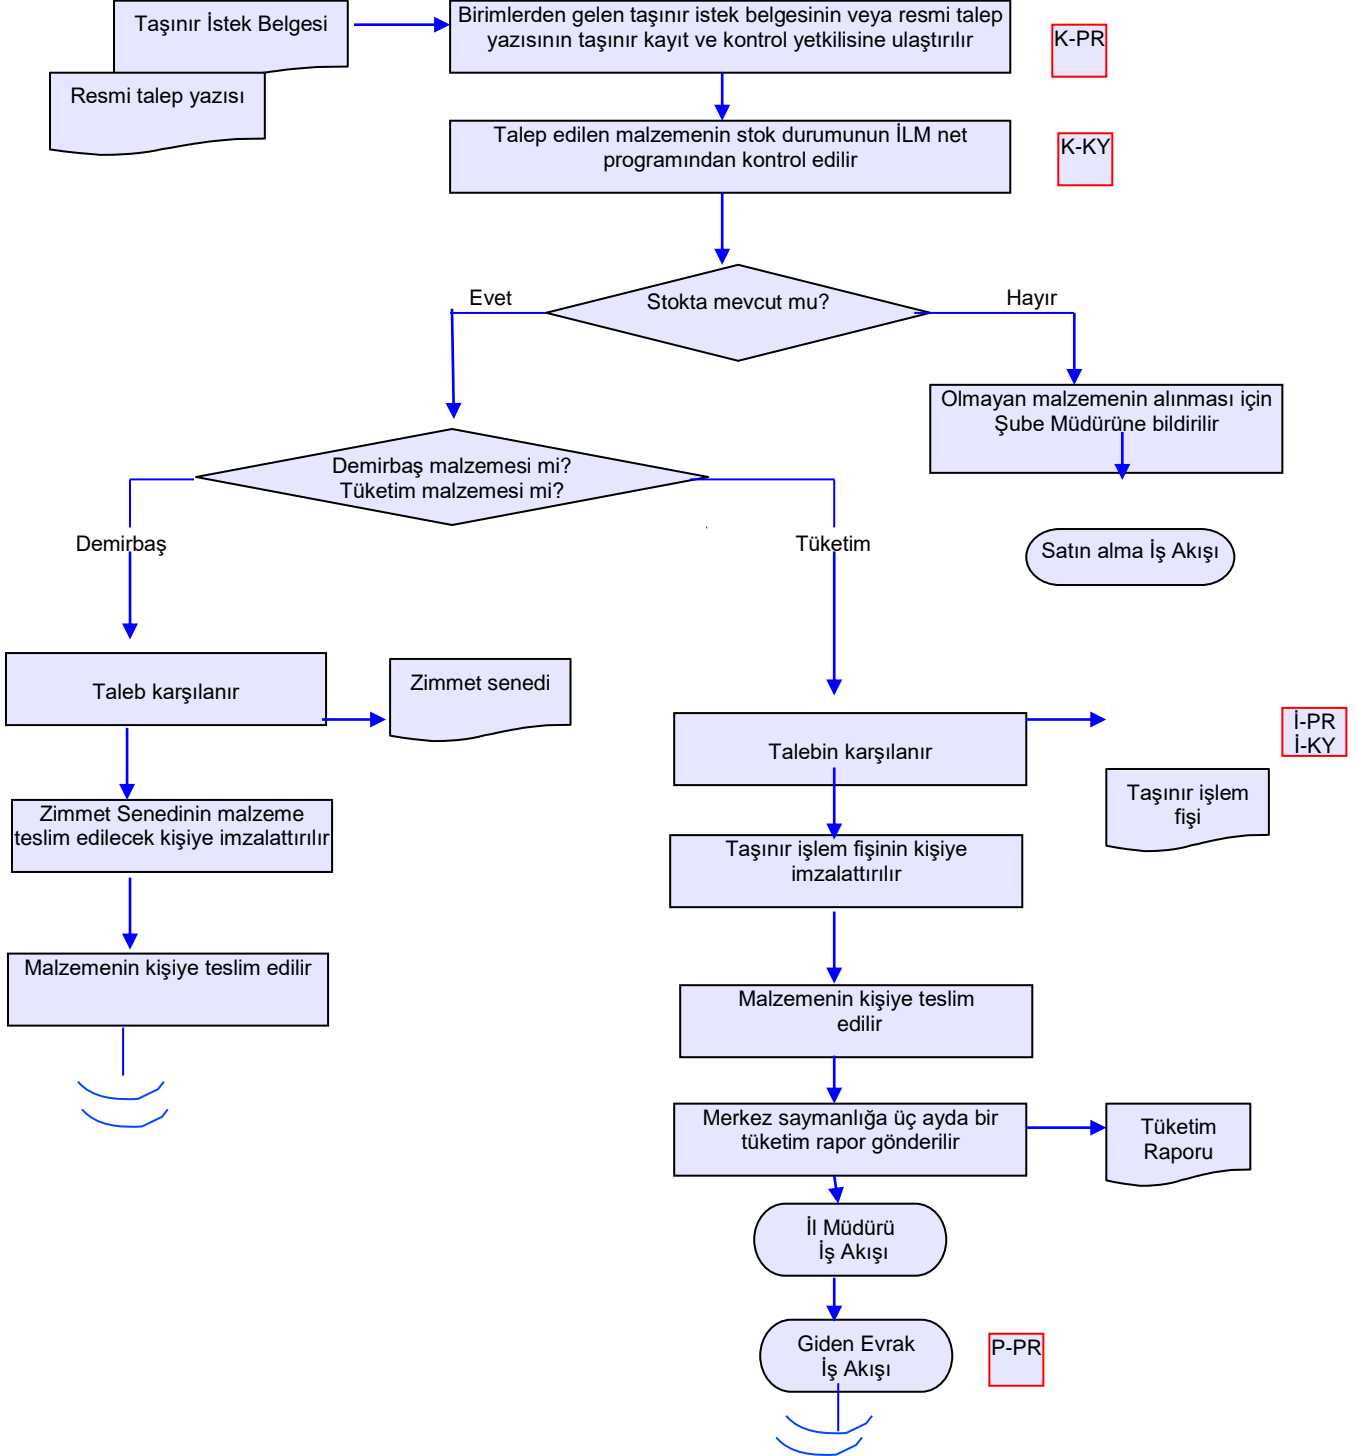 Taşınır İstek Belgesi
Birimlerden gelen taşınır istek belgesinin veya resmi talep
yazısının taşınır kayıt ve kontrol yetkilisine ulaştırılır
K-PR
Resmi talep yazısı
Talep edilen malzemenin stok durumunun İLM net
programından kontrol edilir
K-KY
Evet
Stokta mevcut mu?
Hayır
Olmayan malzemenin alınması için
Şube Müdürüne bildirilir
Demirbaş malzemesi mi?
Tüketim malzemesi mi?
Demirbaş
Tüketim
Satın alma İş Akışı
Taleb karşılanır
Zimmet senedi
Talebin karşılanır
İ-PR
İ-KY
Taşınır işlem
fişi
Zimmet Senedinin malzeme
teslim edilecek kişiye imzalattırılır
Taşınır işlem fişinin kişiye
imzalattırılır
Malzemenin kişiye teslim edilir
Malzemenin kişiye teslim
edilir
Merkez saymanlığa üç ayda bir
tüketim rapor gönderilir
Tüketim
Raporu
İl Müdürü
İş Akışı
Giden Evrak
İş Akışı
P-PR